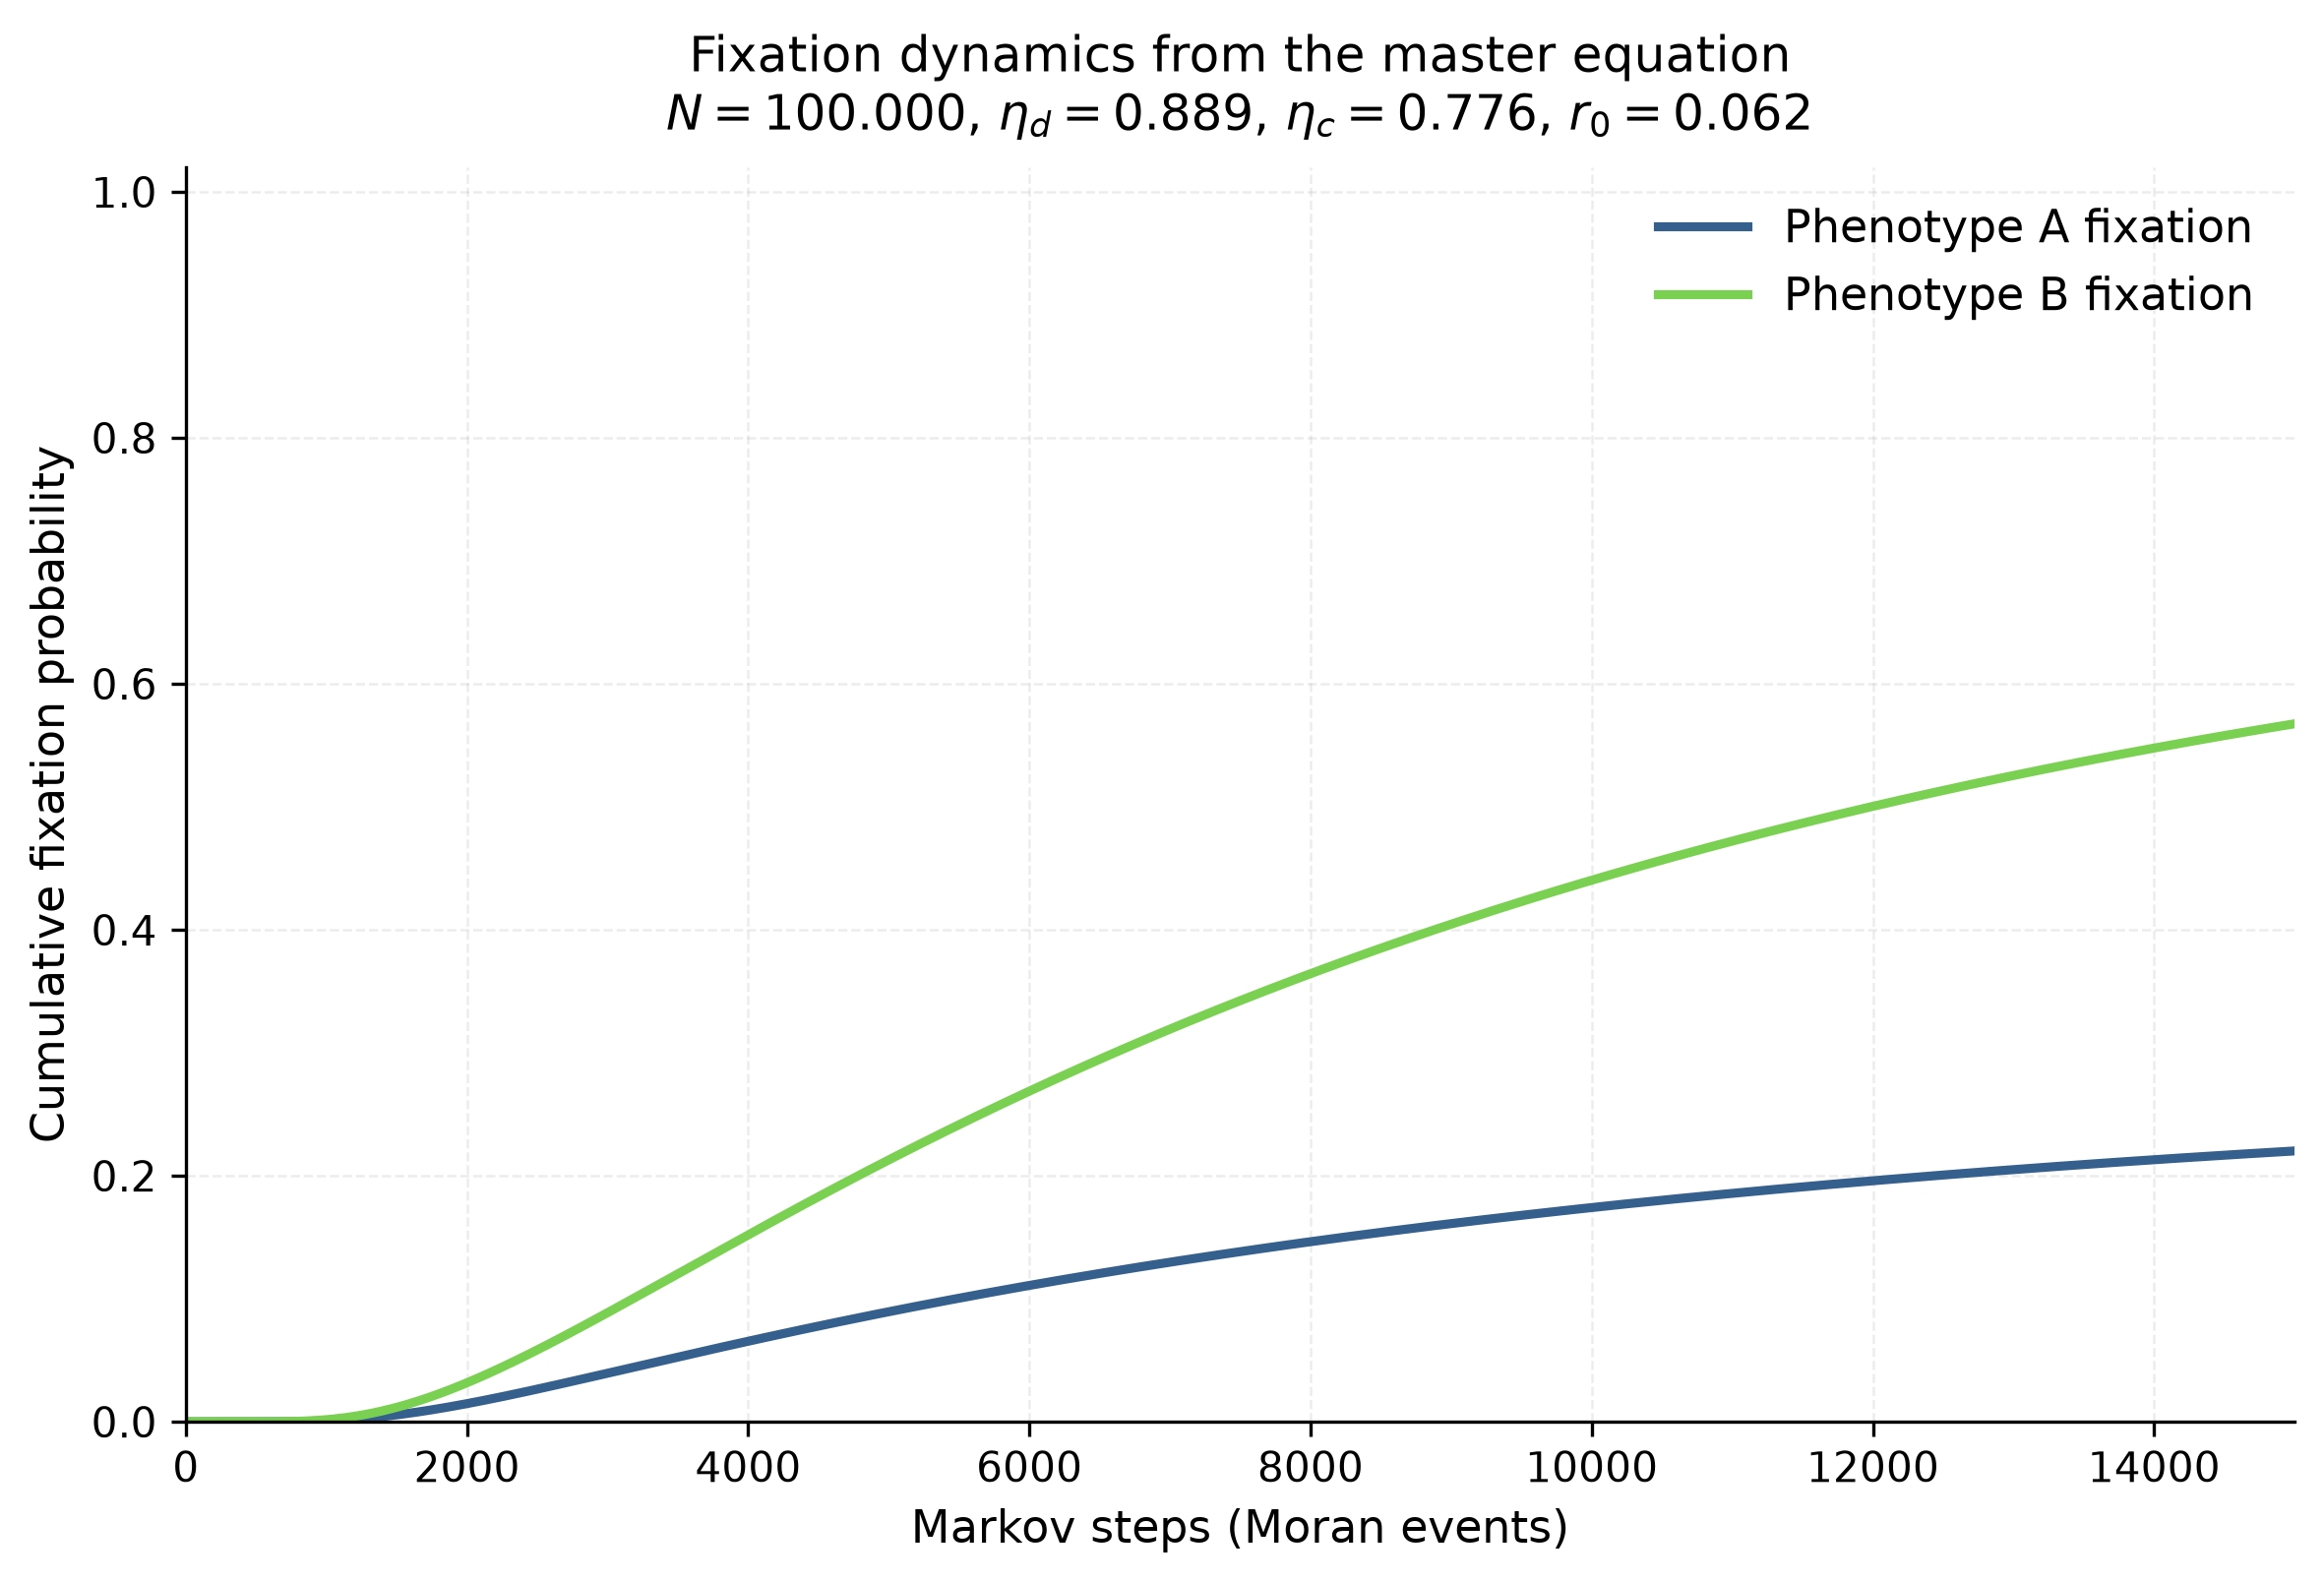 Fixation dynamics from the master equation
N = 100.000, η_d = 0.889, η_c = 0.776, r_0 = 0.062
Phenotype A fixation
Phenotype B fixation
Cumulative fixation probability
1.0
0.8
0.6
0.4
0.2
0.0
0 2000 4000 6000 8000 10000 12000 14000
Markov steps (Moran events)